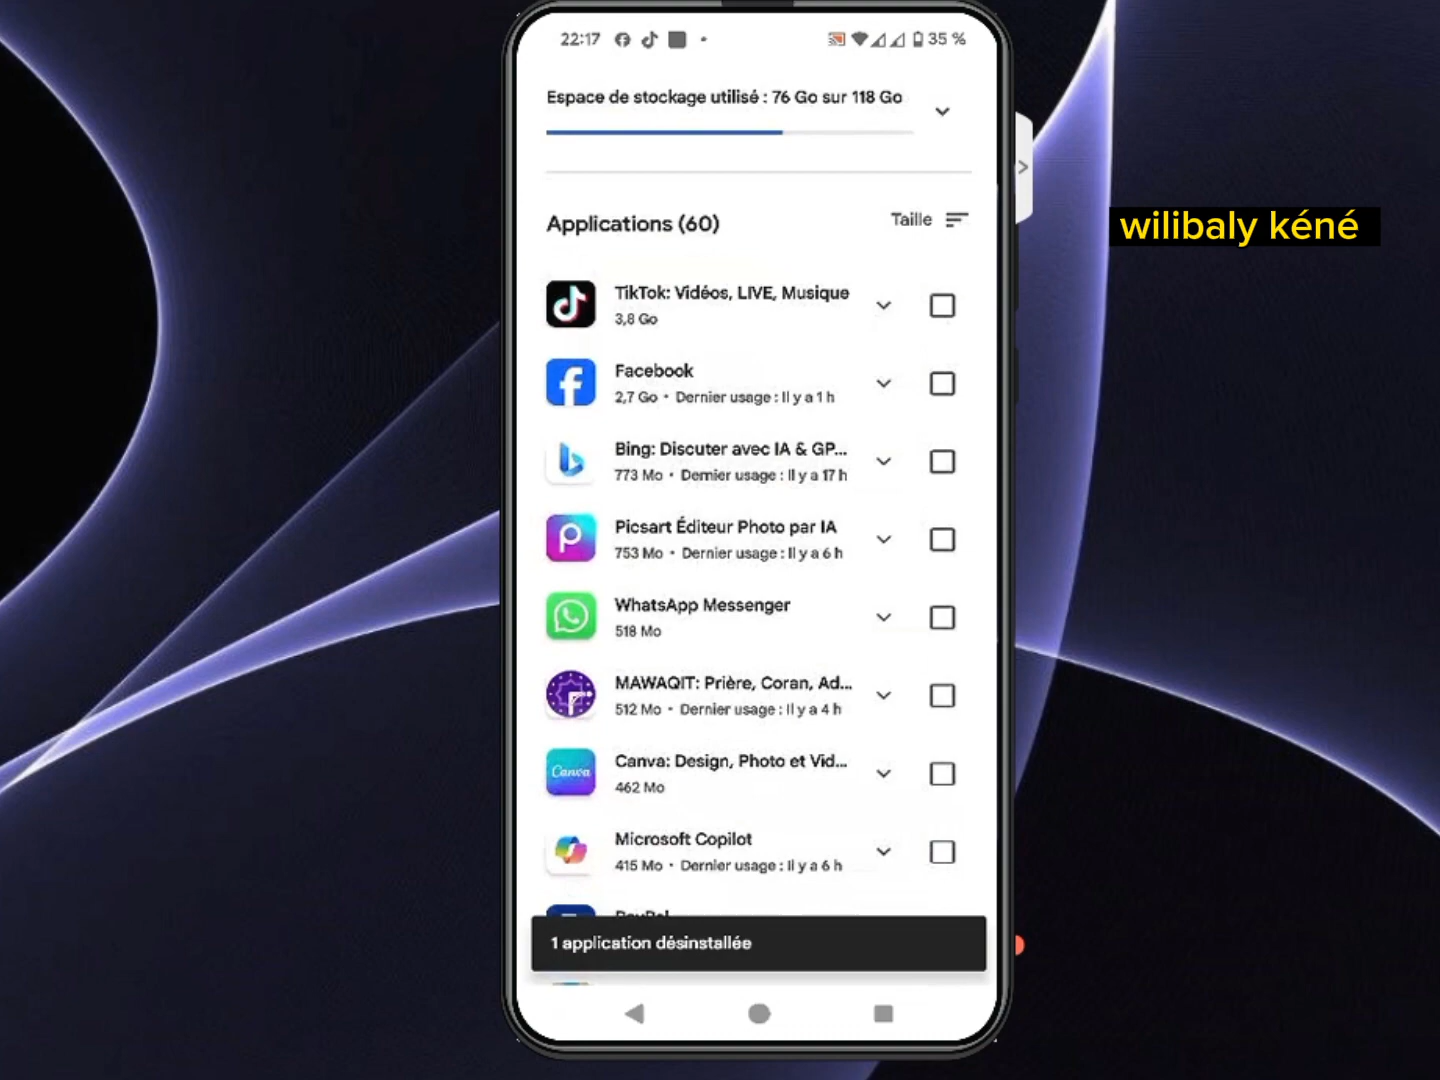 22:17 35 %
Espace de stockage utilisé : 76 Go sur 118 Go
Applications (60) Taille
TikTok: Vidéos, LIVE, Musique
3,8 Go
Facebook
2,7 Go • Dernier usage : Il y a 1 h
Bing: Discuter avec IA & GP...
773 Mo • Dernier usage : Il y a 17 h
Picsart Éditeur Photo par IA
753 Mo • Dernier usage : Il y a 6 h
WhatsApp Messenger
518 Mo
MAWAQIT: Prière, Coran, Ad...
512 Mo • Dernier usage : Il y a 4 h
Canva: Design, Photo et Vid...
Canva
462 Mo
Microsoft Copilot
415 Mo • Dernier usage : Il y a 6 h
PayPal
1 application désinstallée
wilibaly kéné